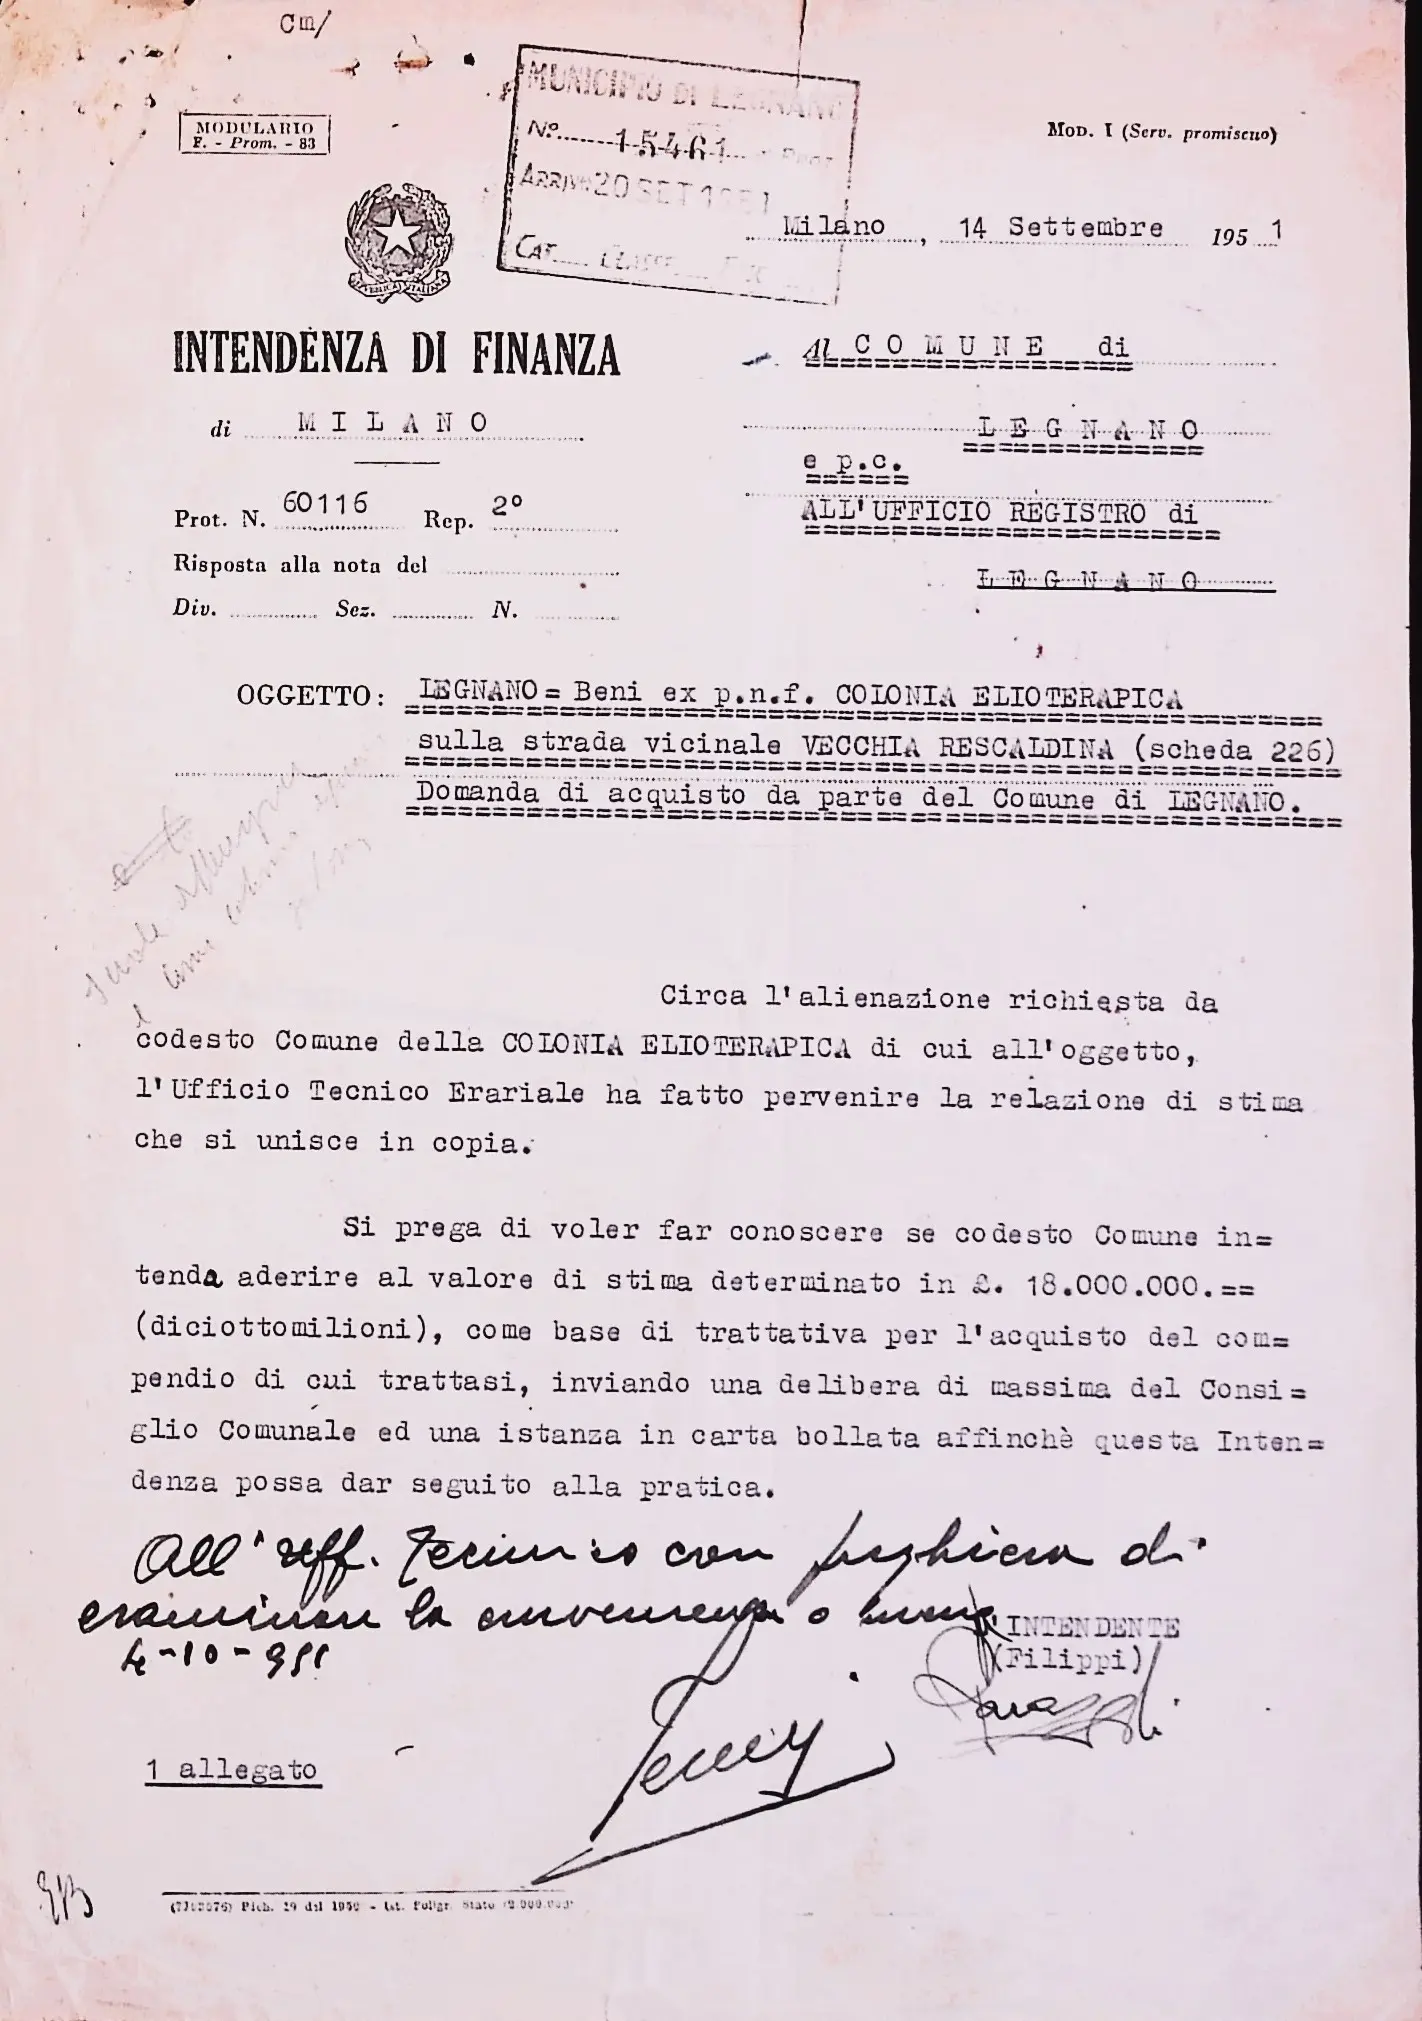 Cm/
MODULARIO
F. - Prom. - 83
MUNICIPIO DI LEGNANO
No. 15461 Prot.
ARRIVO 20 SET 1951
CAT. CLASSE
MOD. I (Serv. promiscuo)
Milano, 14 Settembre 1951
REPVBBLICA ITALIANA
INTENDENZA DI FINANZA
di MILANO
Al COMUNE di
LEGNANO
e p.c.
ALL'UFFICIO REGISTRO di
LEGNANO
Prot. N. 60116 Rep. 2°
Risposta alla nota del
Div. Sez. N.
OGGETTO: LEGNANO= Beni ex p.n.f. COLONIA ELIOTERAPICA
sulla strada vicinale VECCHIA RESCALDINA (scheda 226)
Domanda di acquisto da parte del Comune di LEGNANO.
Circa l'alienazione richiesta da
codesto Comune della COLONIA ELIOTERAPICA di cui all'oggetto,
l'Ufficio Tecnico Erariale ha fatto pervenire la relazione di stima
che si unisce in copia.
Si prega di voler far conoscere se codesto Comune in=
tenda aderire al valore di stima determinato in £. 18.000.000.==
(diciottomilioni), come base di trattativa per l'acquisto del com=
pendio di cui trattasi, inviando una delibera di massima del Consi=
glio Comunale ed una istanza in carta bollata affinchè questa Inten=
denza possa dar seguito alla pratica.
All'Uff. Tecnico con preghiera di
esaminare la convenienza o meno
4-10-951
L'INTENDENTE
(Filippi)
1 allegato